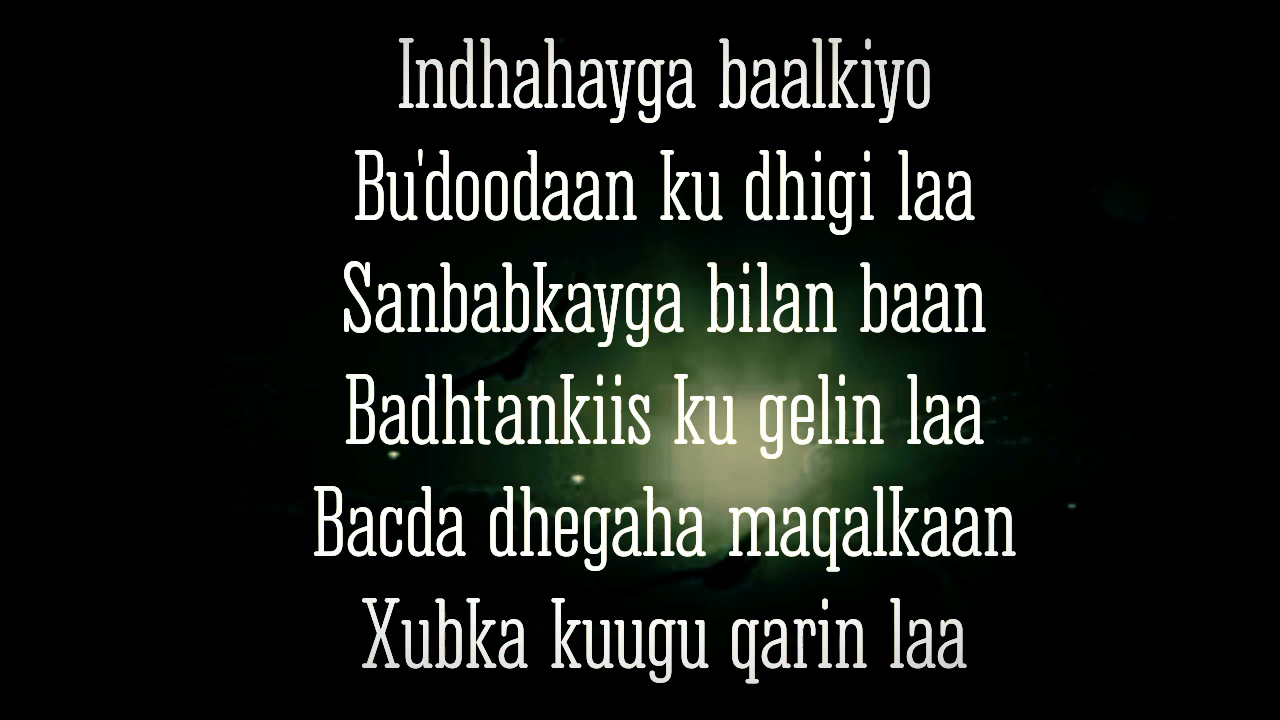 Indhahayga baalkiyo
Bu'doodaan ku dhigi laa
Sanbabkayga bilan baan
Badhtankiis ku gelin laa
Bacda dhegaha maqalkaan
Xubka kuugu qarin laa